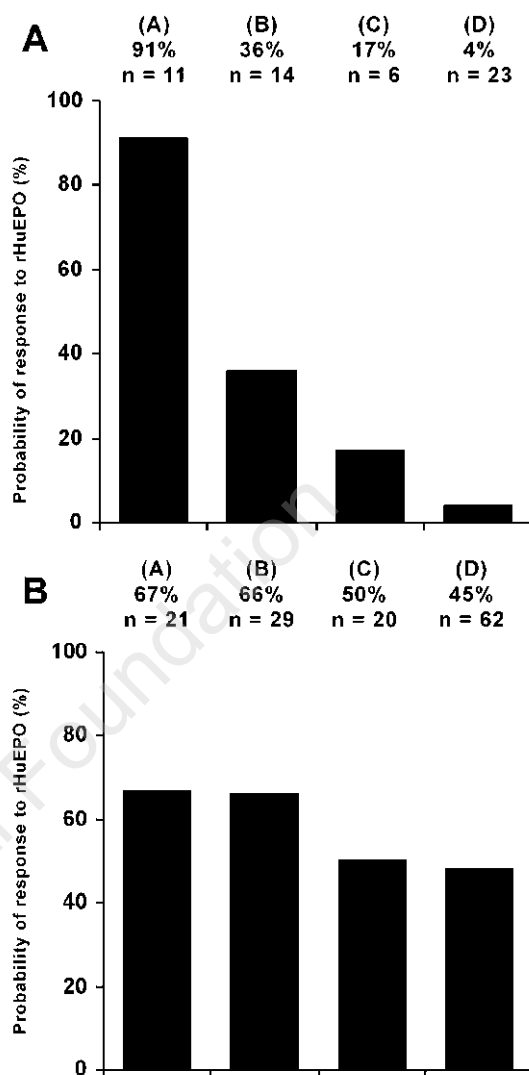 A
(A) (B) (C) (D)
91% 36% 17% 4%
n = 11 n = 14 n = 6 n = 23
Probability of response to rHuEPO (%)
100
80
60
40
20
0
B
(A) (B) (C) (D)
67% 66% 50% 45%
n = 21 n = 29 n = 20 n = 62
Probability of response to rHuEPO (%)
100
80
60
40
20
0
Foundation